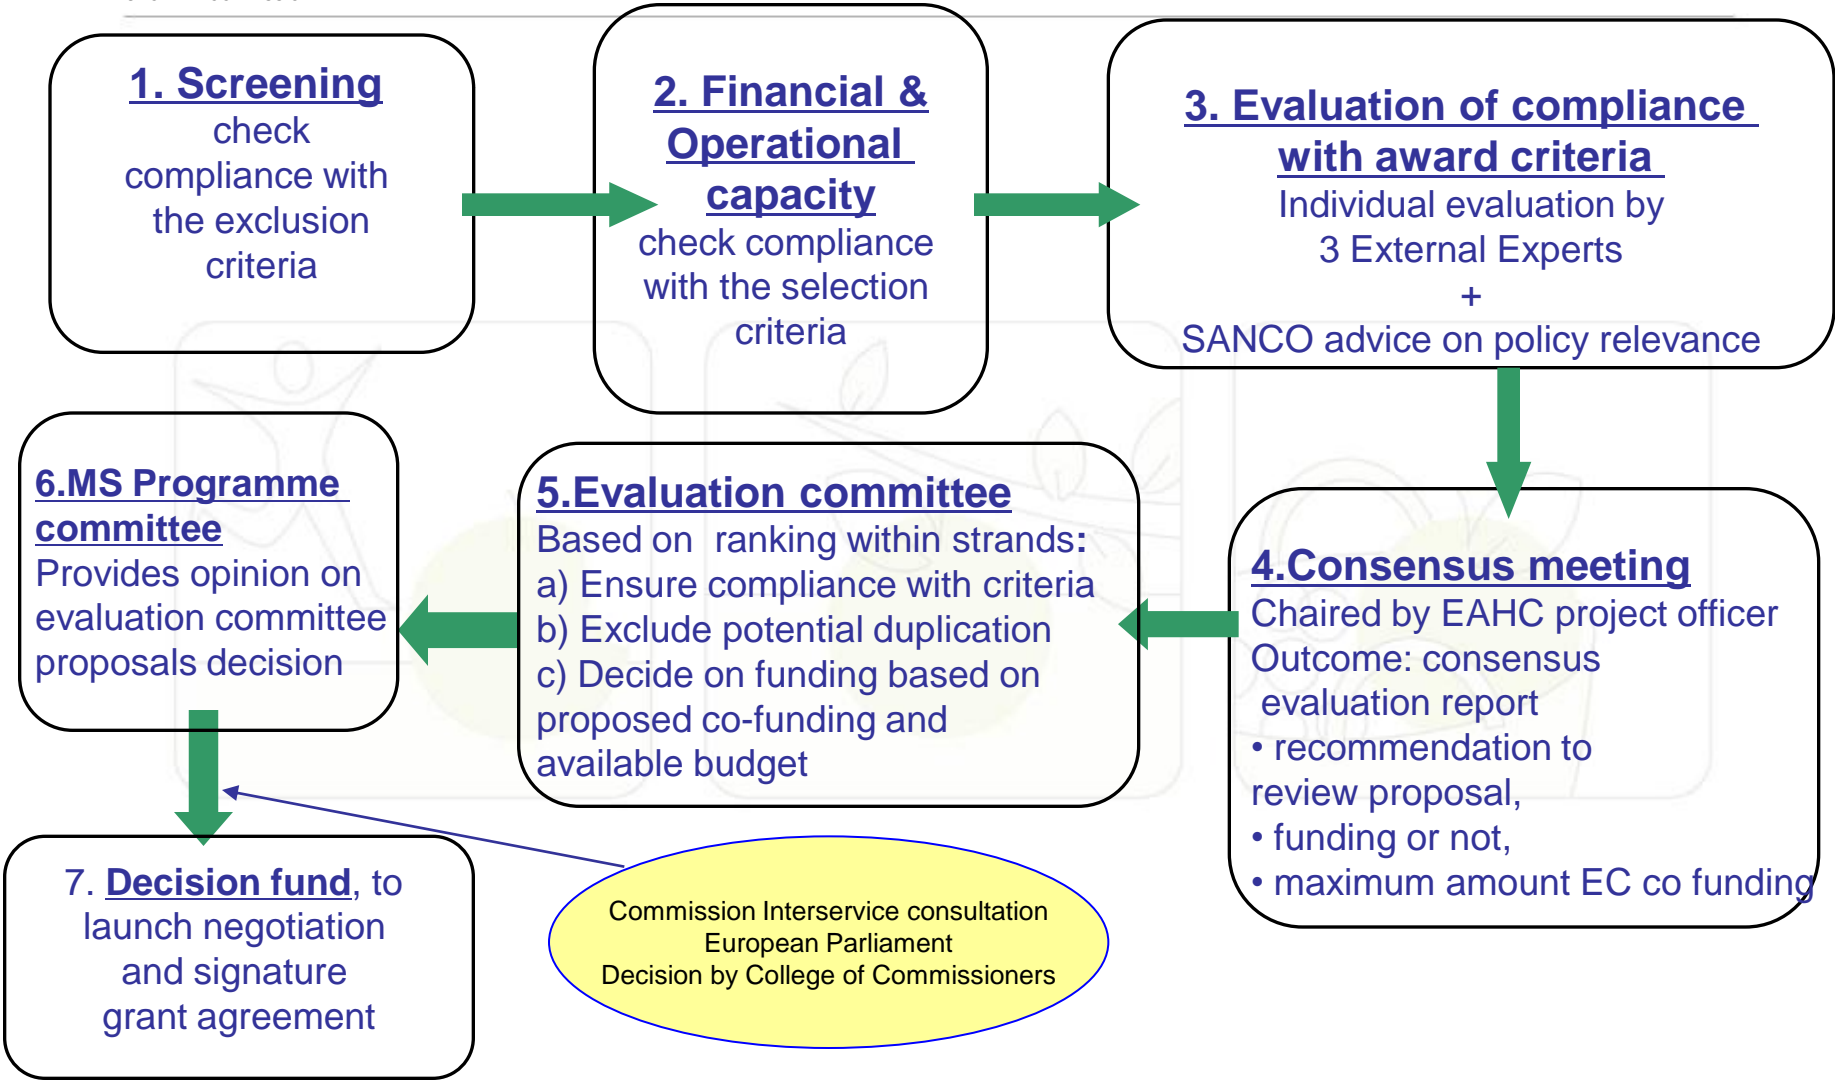 1. Screening
check
compliance with
the exclusion
criteria
2. Financial &
Operational
capacity
check compliance
with the selection
criteria
3. Evaluation of compliance
with award criteria
Individual evaluation by
3 External Experts
+
SANCO advice on policy relevance
4.Consensus meeting
Chaired by EAHC project officer
Outcome: consensus
evaluation report
• recommendation to
review proposal,
• funding or not,
• maximum amount EC co funding
5.Evaluation committee
Based on ranking within strands:
a) Ensure compliance with criteria
b) Exclude potential duplication
c) Decide on funding based on
proposed co-funding and
available budget
6.MS Programme
committee
Provides opinion on
evaluation committee
proposals decision
7. Decision fund, to
launch negotiation
and signature
grant agreement
Commission Interservice consultation
European Parliament
Decision by College of Commissioners